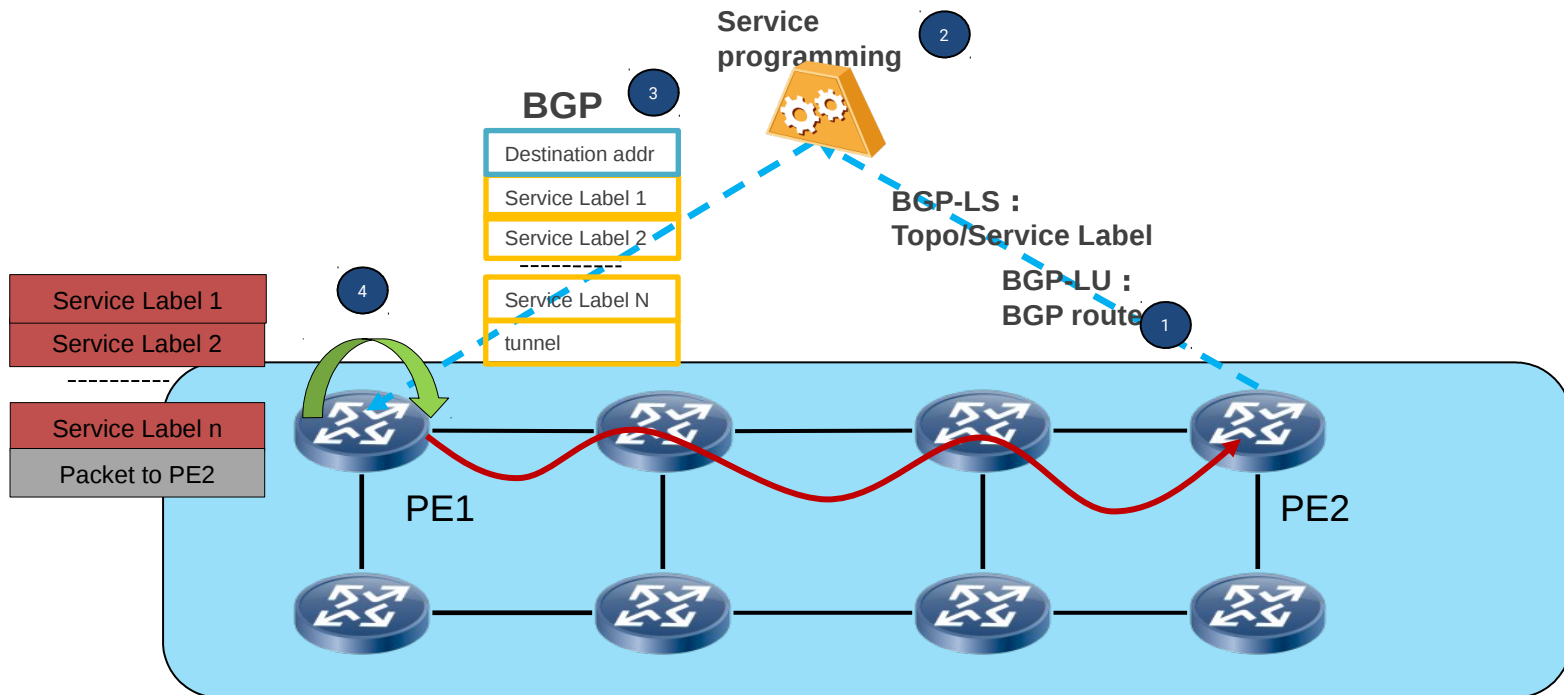 Service
programming
2
3
BGP
Destination addr
Service Label 1
Service Label 2
Service Label N
tunnel
BGP-LS：
Topo/Service Label
BGP-LU：
BGP route
1
4
Service Label 1
Service Label 2
Service Label n
Packet to PE2
PE1
PE2